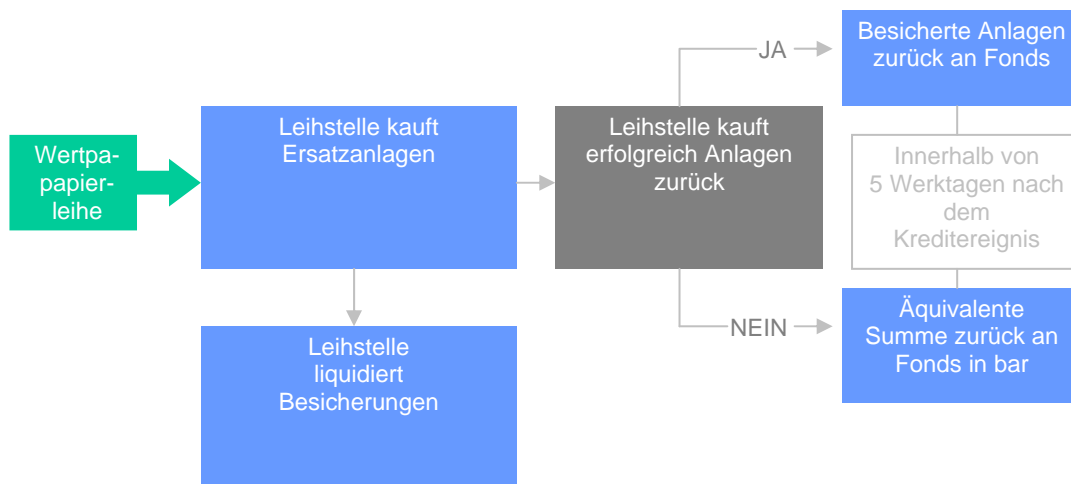 Wertpa-
papier-
leihe
Leihstelle kauft
Ersatzanlagen
Leihstelle
liquidiert
Besicherungen
Leihstelle kauft
erfolgreich Anlagen
zurück
JA
Besicherte Anlagen
zurück an Fonds
Innerhalb von
5 Werktagen nach
dem
Kreditereignis
NEIN
Äquivalente
Summe zurück an
Fonds in bar